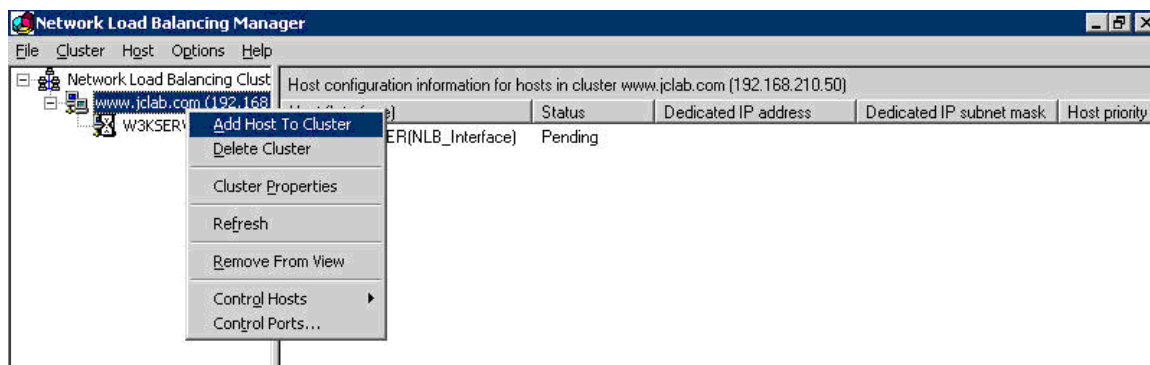 Network Load Balancing Manager
File Cluster Host Options Help
Network Load Balancing Clust
Host configuration information for hosts in cluster www.jclab.com (192.168.210.50)
www.jclab.com (192.168
Status Dedicated IP address Dedicated IP subnet mask Host priority
W3KSERV
ER(NLB_Interface) Pending
Add Host To Cluster
Delete Cluster
Cluster Properties
Refresh
Remove From View
Control Hosts
Control Ports...